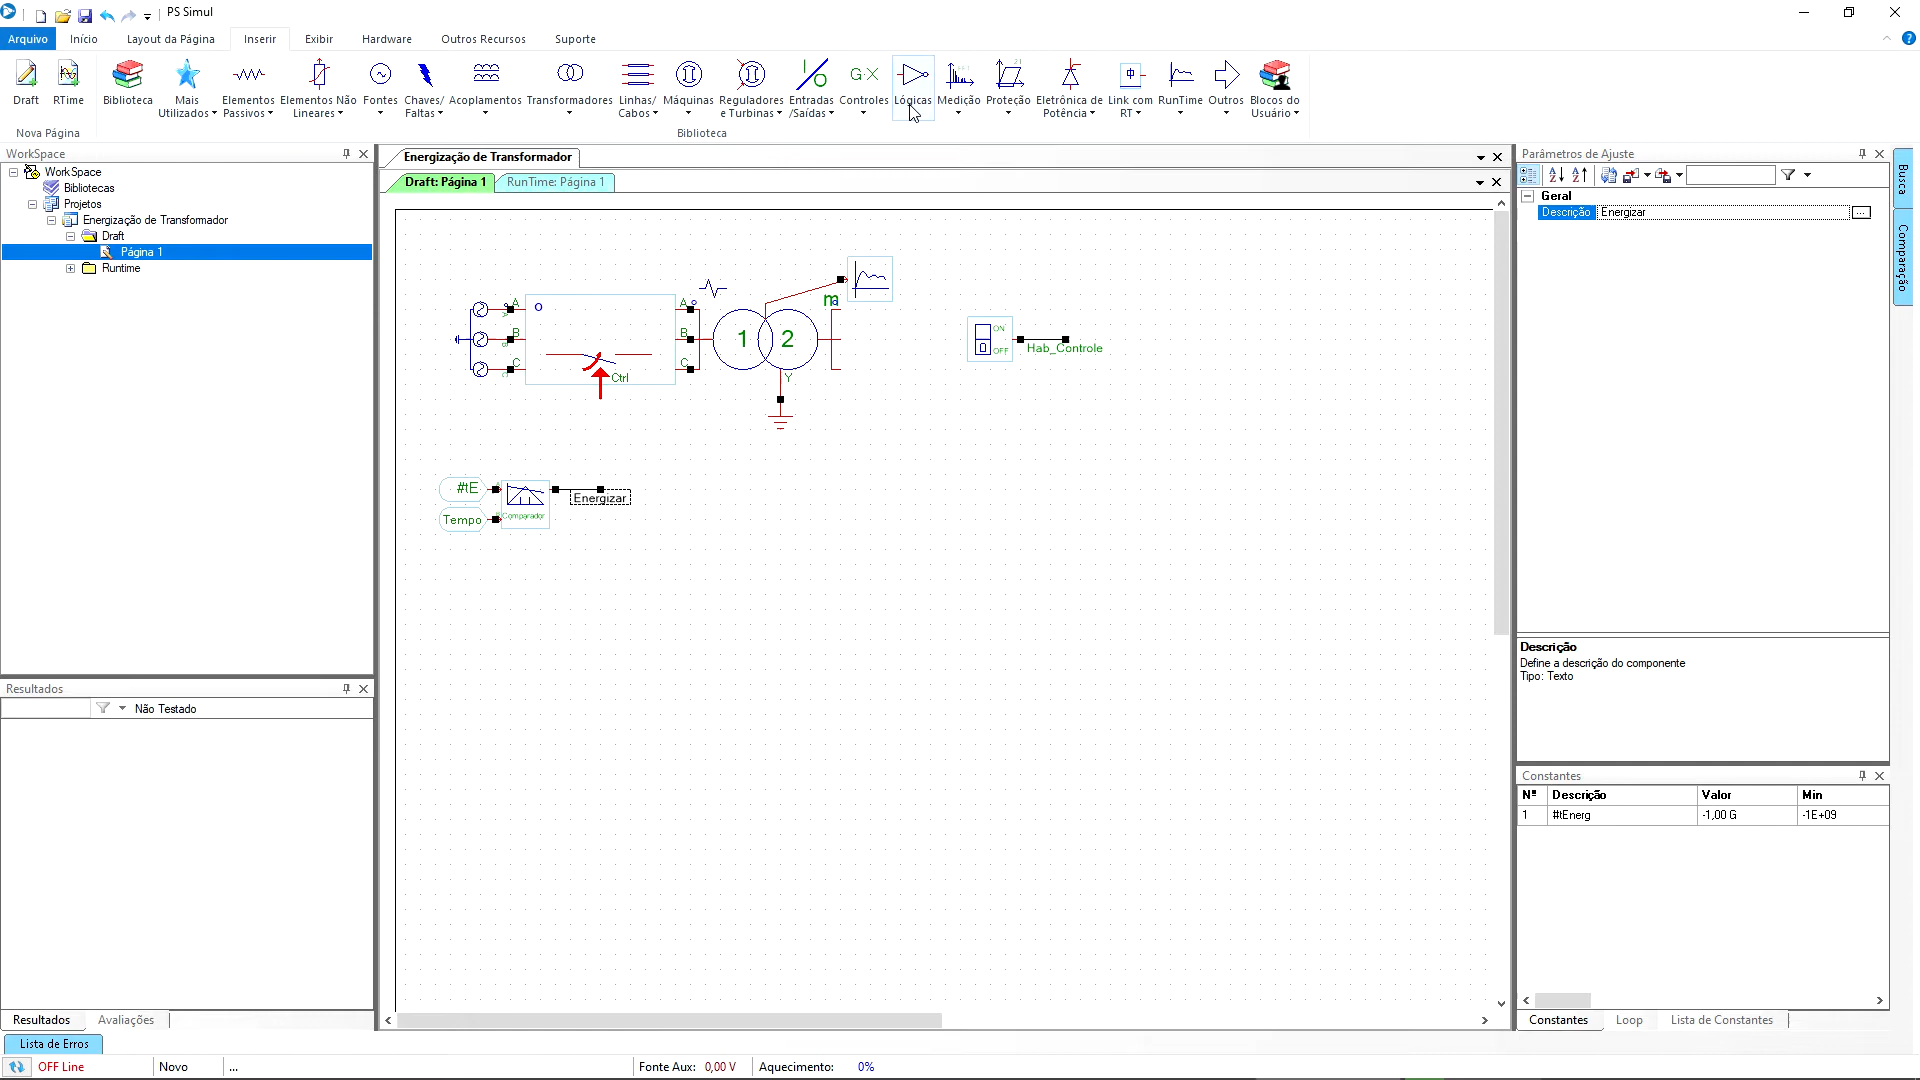 PS Simul
Arquivo Início Layout da Página Inserir Exibir Hardware Outros Recursos Suporte
Draft RTime Biblioteca Mais Utilizados Elementos Passivos Elementos Não Lineares Fontes Chaves/ Faltas Acoplamentos Transformadores Linhas/ Cabos Máquinas Reguladores e Turbinas Entradas /Saídas G:X Controles Lógicas Medição 21 Proteção Eletrônica de Potência Link com RT RunTime Outros Blocos do Usuário
Nova Página Biblioteca
WorkSpace
WorkSpace
Bibliotecas
Projetos
Energização de Transformador
Draft
Página 1
Runtime
Resultados
Não Testado
Resultados Avaliações
Energização de Transformador
Draft: Página 1 RunTime: Página 1
A A
B B
C C
Ctrl
1 2
Y
m
ON
OFF
Hab_Controle
#tE
Tempo
Comparador
Energizar
Parâmetros de Ajuste
Geral
Descrição Energizar ...
Descrição
Define a descrição do componente
Tipo: Texto
Constantes
Nº Descrição Valor Min
1 #tEnerg -1,00 G -1E+09
Constantes Loop Lista de Constantes
Busca
Comparação
Lista de Erros
OFF Line Novo ... Fonte Aux: 0,00 V Aquecimento: 0%